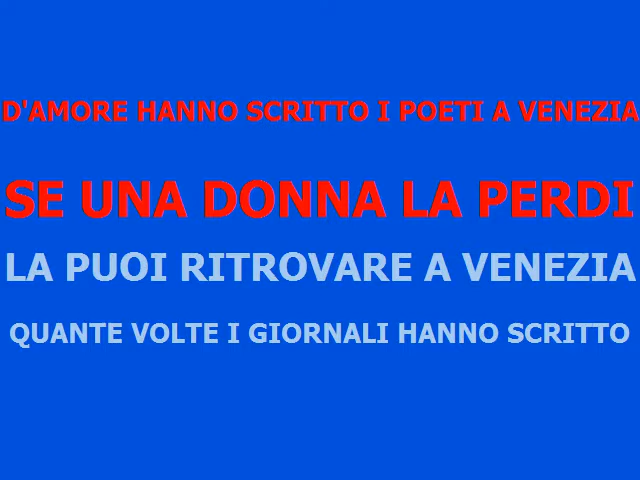 D'AMORE HANNO SCRITTO I POETI A VENEZIA
SE UNA DONNA LA PERDI
LA PUOI RITROVARE A VENEZIA
QUANTE VOLTE I GIORNALI HANNO SCRITTO